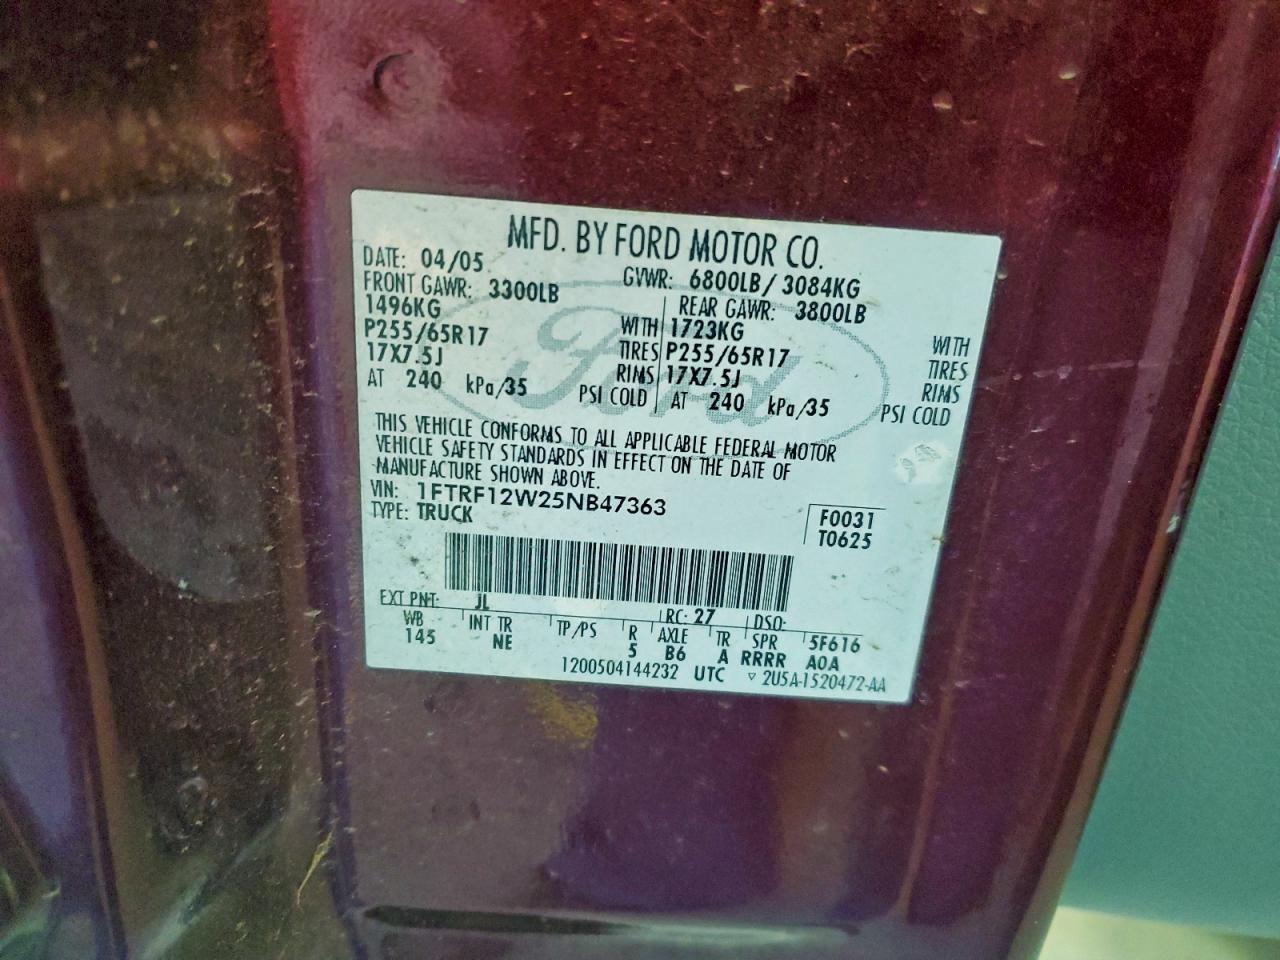 MFD. BY FORD MOTOR CO.
DATE: 04/05 GVWR: 6800LB/ 3084KG
FRONT GAWR: 3300LB REAR GAWR: 3800LB
1496KG WITH 1723KG WITH
P255/65R17 TIRES P255/65R17 TIRES
17X7.5J RIMS 17X7.5J RIMS
AT 240 kPa/35 PSI COLD AT 240 kPa/35 PSI COLD
Ford
THIS VEHICLE CONFORMS TO ALL APPLICABLE FEDERAL MOTOR
VEHICLE SAFETY STANDARDS IN EFFECT ON THE DATE OF
MANUFACTURE SHOWN ABOVE.
VIN: 1FTRF12W25NB47363 F0031
TYPE: TRUCK T0625
EXT PNT: JL RC: 27 DSO:
WB INT TR TP/PS R AXLE TR SPR 5F616
145 NE 5 B6 A RRRR A0A
1200504144232 UTC ▽ 2U5A-1520472-AA